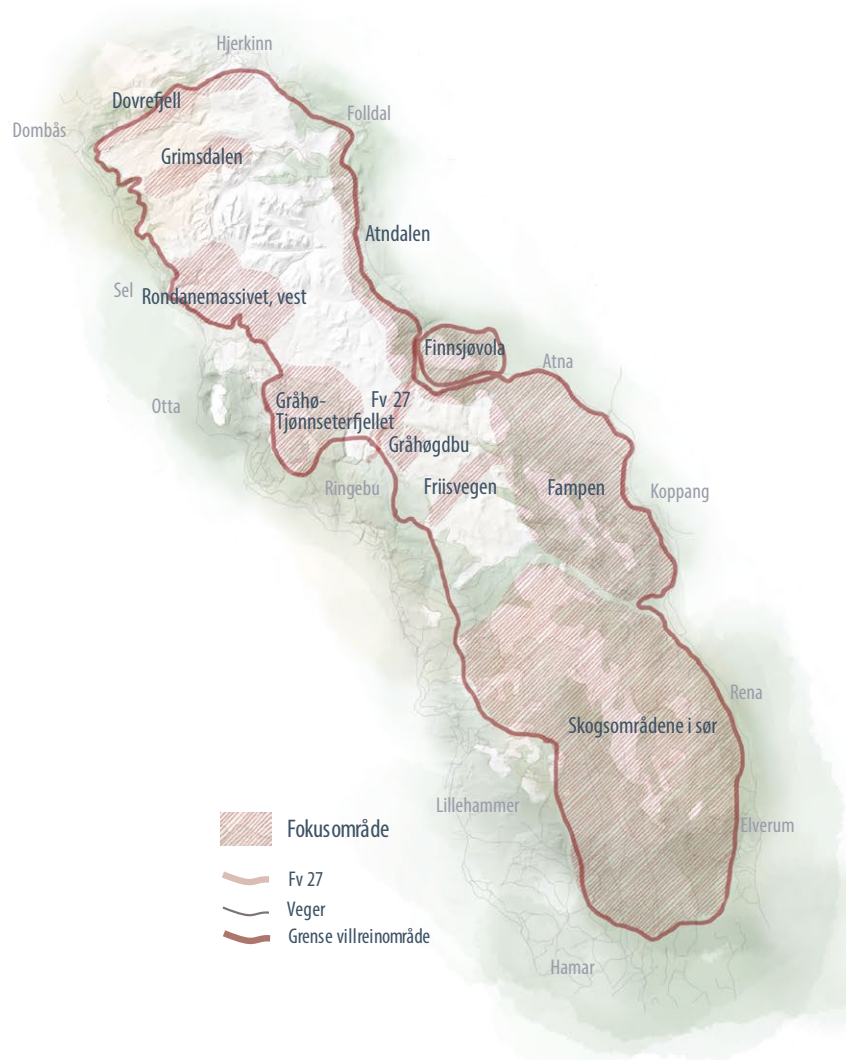 Hjerkinn
Dovrefjell
Folldal
Dombås
Grimsdalen
Atndalen
Sel
Rondanemassivet, vest
Finnsjøvola
Atna
Otta
Gråhø-
Tjønnseterfjellet
Fv 27
Gråhøgdbu
Ringebu
Friisvegen
Fampen
Koppang
Rena
Skogsområdene i sør
Lillehammer
Elverum
Hamar
Fokusområde
Fv 27
Veger
Grense villreinområde